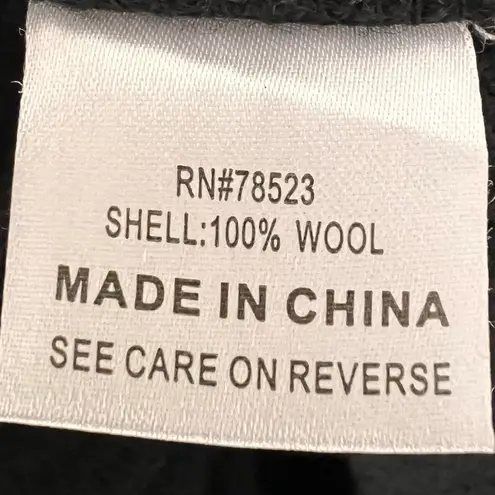 RN#78523
SHELL:100% WOOL
MADE IN CHINA
SEE CARE ON REVERSE